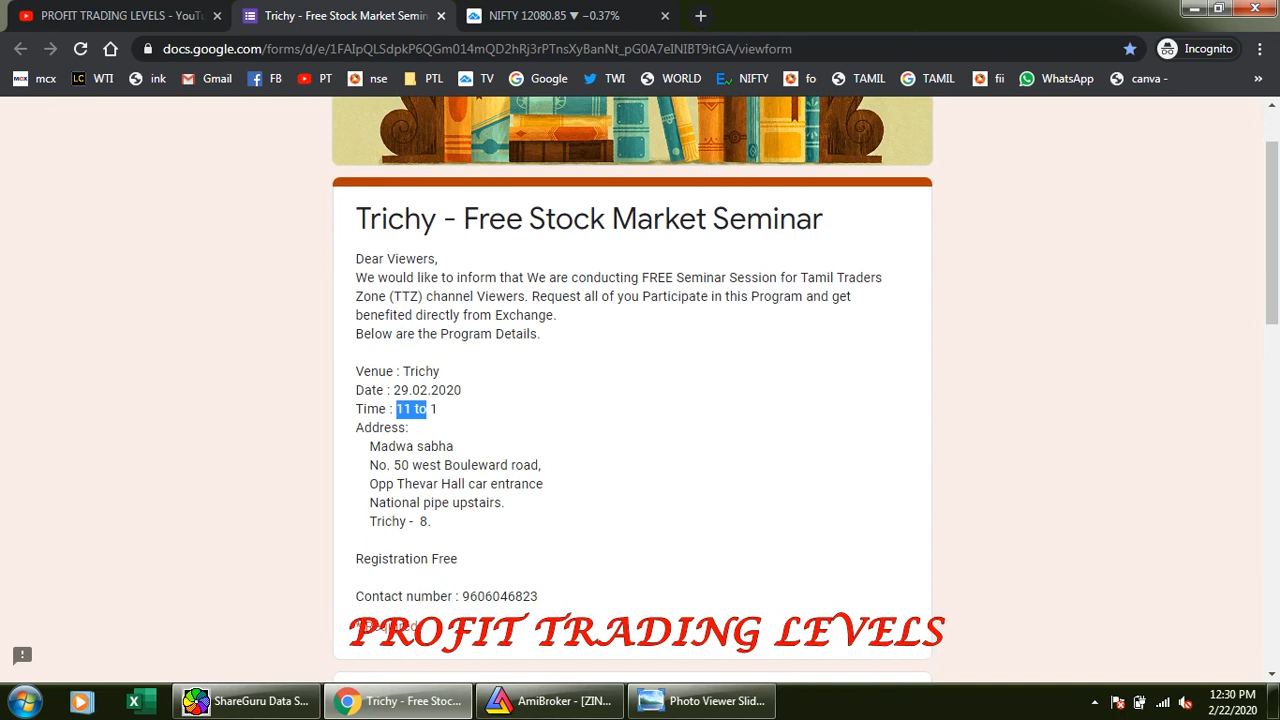 PROFIT TRADING LEVELS - YouT
Trichy - Free Stock Market Semin
NIFTY 12080.85 ▼ −0.37%
docs.google.com/forms/d/e/1FAIpQLSdpkP6QGm014mQD2hRj3rPTnsXyBanNt_pG0A7eINIBT9itGA/viewform
Incognito
mcx
LC WTI
ink
Gmail
FB
PT
nse
PTL
TV
Google
TWI
WORLD
NIFTY
fo
TAMIL
TAMIL
fii
WhatsApp
canva -
»
Trichy - Free Stock Market Seminar
Dear Viewers,
We would like to inform that We are conducting FREE Seminar Session for Tamil Traders
Zone (TTZ) channel Viewers. Request all of you Participate in this Program and get
benefited directly from Exchange.
Below are the Program Details.
Venue : Trichy
Date : 29.02.2020
Time : 11 to 1
Address:
Madwa sabha
No. 50 west Bouleward road,
Opp Thevar Hall car entrance
National pipe upstairs.
Trichy - 8.
Registration Free
Contact number : 9606046823
* Required
PROFIT TRADING LEVELS
ShareGuru Data S...
Trichy - Free Stoc...
AmiBroker - [ZIN...
Photo Viewer Slid...
12:30 PM
2/22/2020